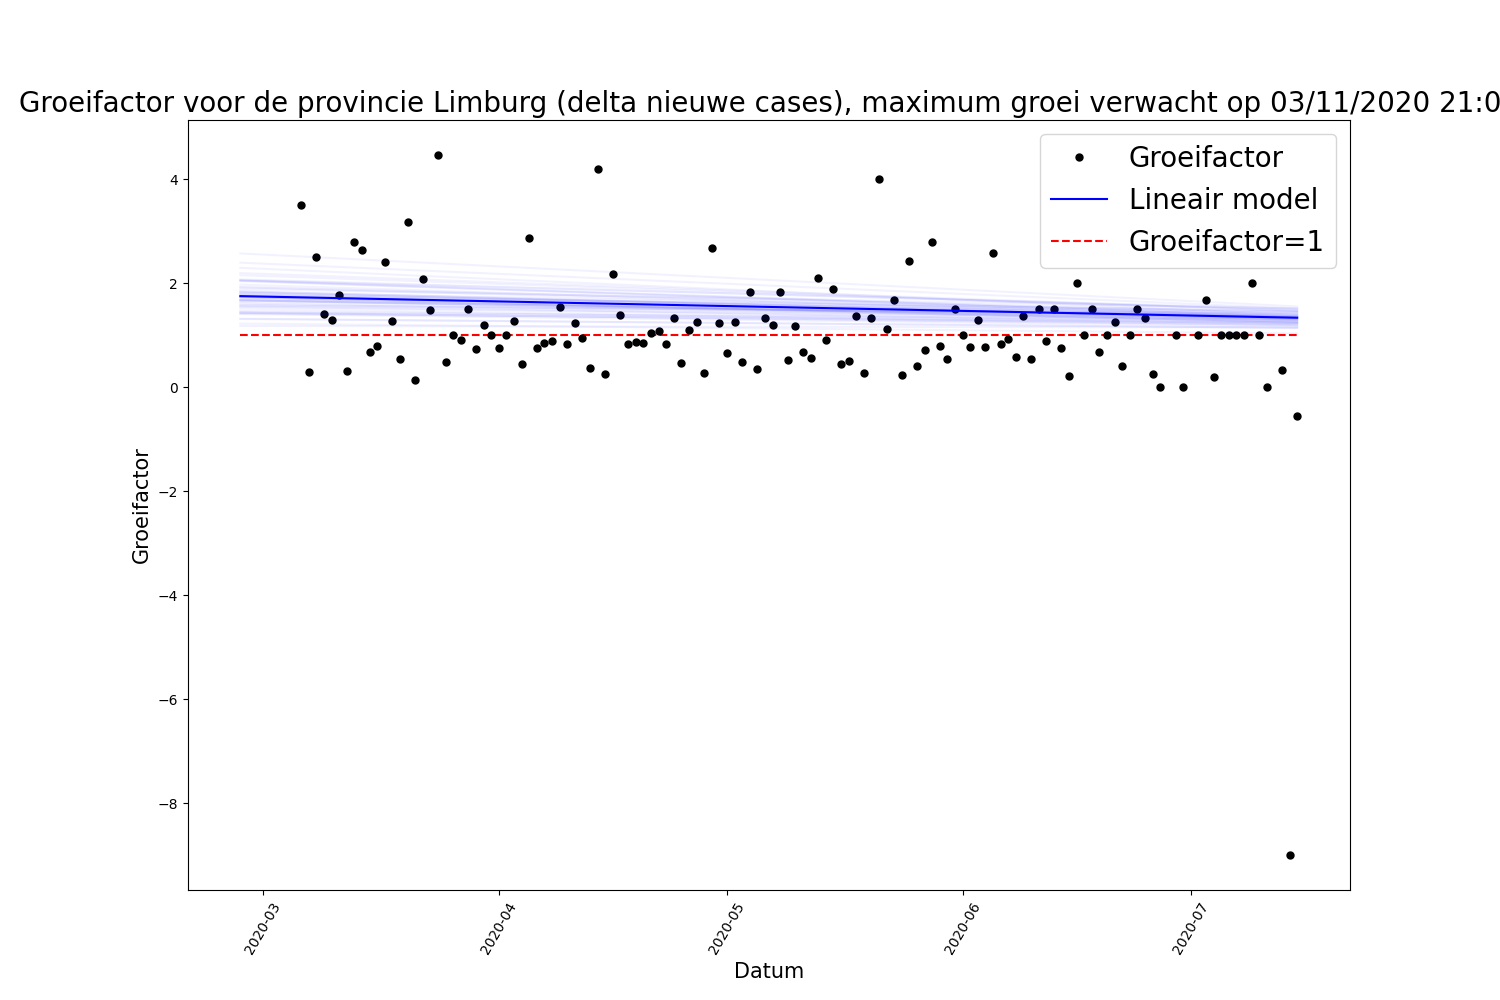 Groeifactor voor de provincie Limburg (delta nieuwe cases), maximum groei verwacht op 03/11/2020 21:0
Groeifactor
Lineair model
Groeifactor=1
4
2
0
−2
−4
−6
−8
Groeifactor
2020-03
2020-04
2020-05
2020-06
2020-07
Datum